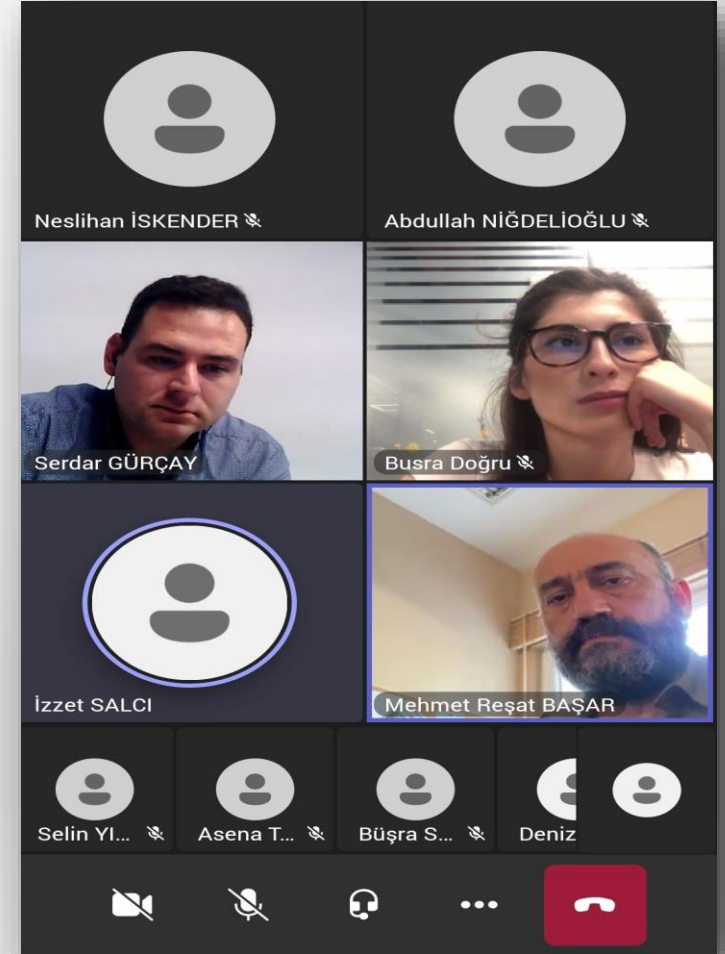 Neslihan İSKENDER
Abdullah NİĞDELİOĞLU
Serdar GÜRÇAY
Busra Doğru
İzzet SALCI
Mehmet Reşat BAŞAR
Selin YI...
Asena T...
Büşra S...
Deniz